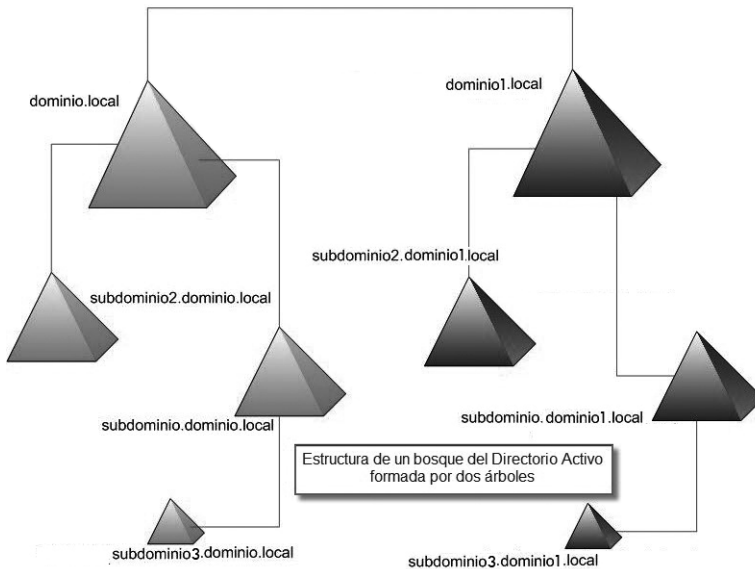 dominio.local
dominio1.local
subdominio2.dominio1.local
subdominio2.dominio.local
subdominio.dominio.local
subdominio.dominio1.local
Estructura de un bosque del Directorio Activo
formada por dos árboles
subdominio3.dominio.local
subdominio3.dominio1.local